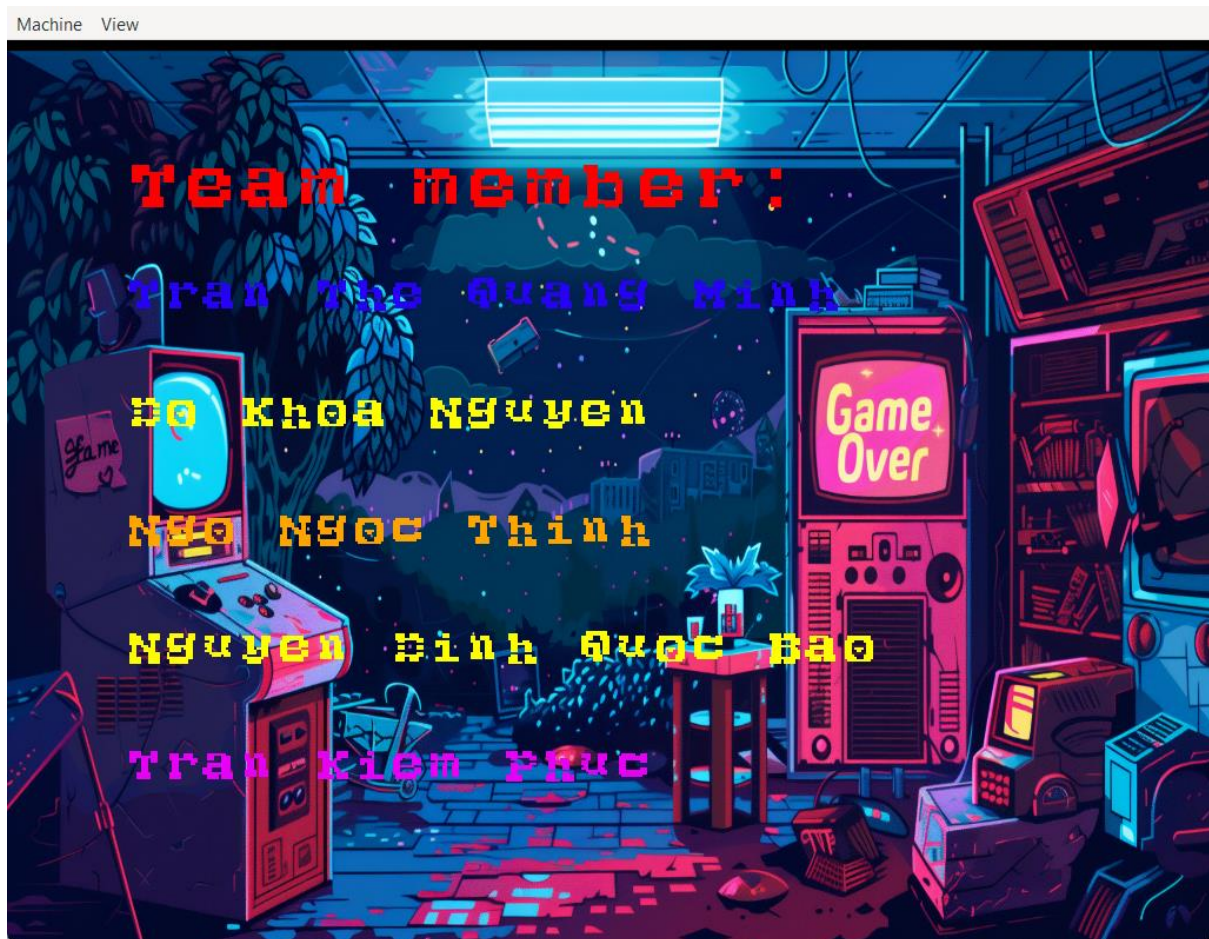 Machine View
Team member:
Tran The Quang Minh
Game
Over
Do Khoa Nguyen
fame
Ngo Ngoc Thinh
Nguyen Dinh Quoc Bao
Tran Kiem Phuc